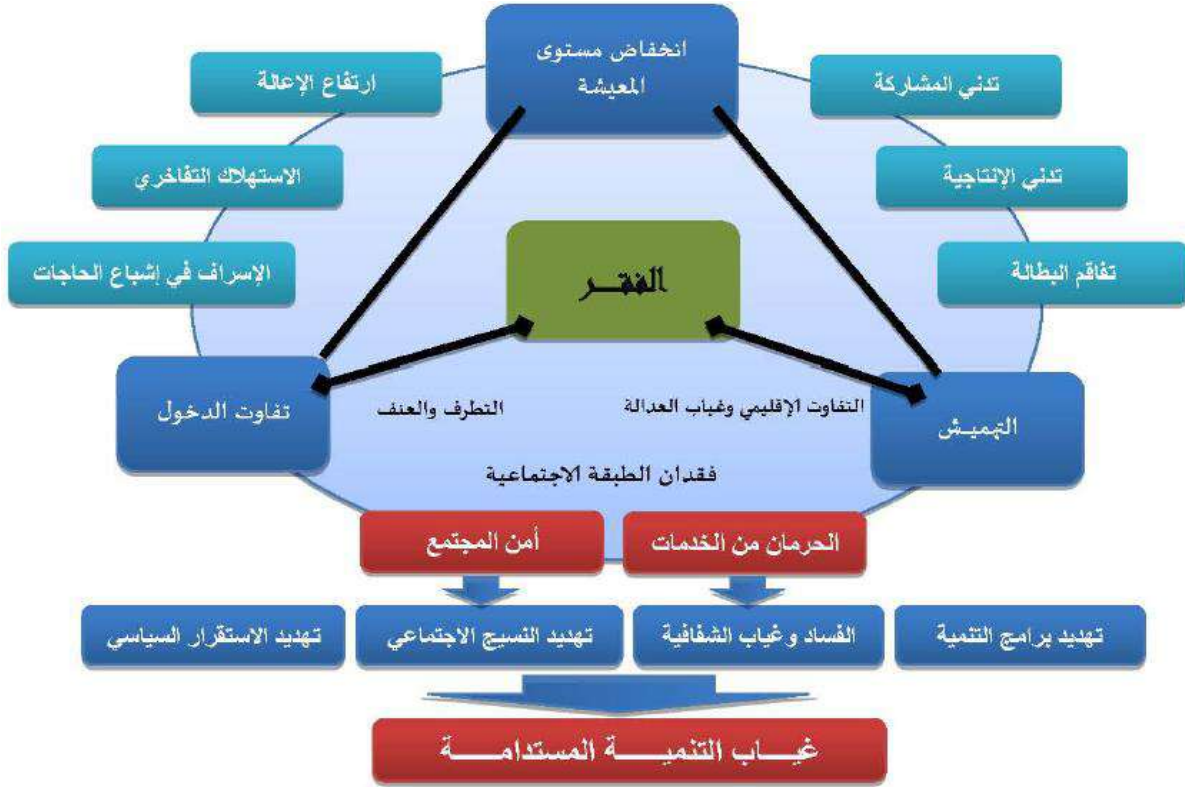 انخفاض مستوى
المعيشة
تدني المشاركة
ارتفاع الإعالة
تدني الإنتاجية
الاستهلاك التفاخري
تفاقم البطالة
الفقـــر
الإسراف في إشباع الحاجات
التهميـش
التفاوت الإقليمي وغياب العدالة
التطرف والعنف
تفاوت الدخول
فقدان الطبقة الاجتماعية
الحرمان من الخدمات
أمن المجتمع
تهديد برامج التنمية
الفساد وغياب الشفافية
تهديد النسيج الاجتماعي
تهديد الاستقرار السياسي
غيـــاب التنميـــة المستدامـــــة